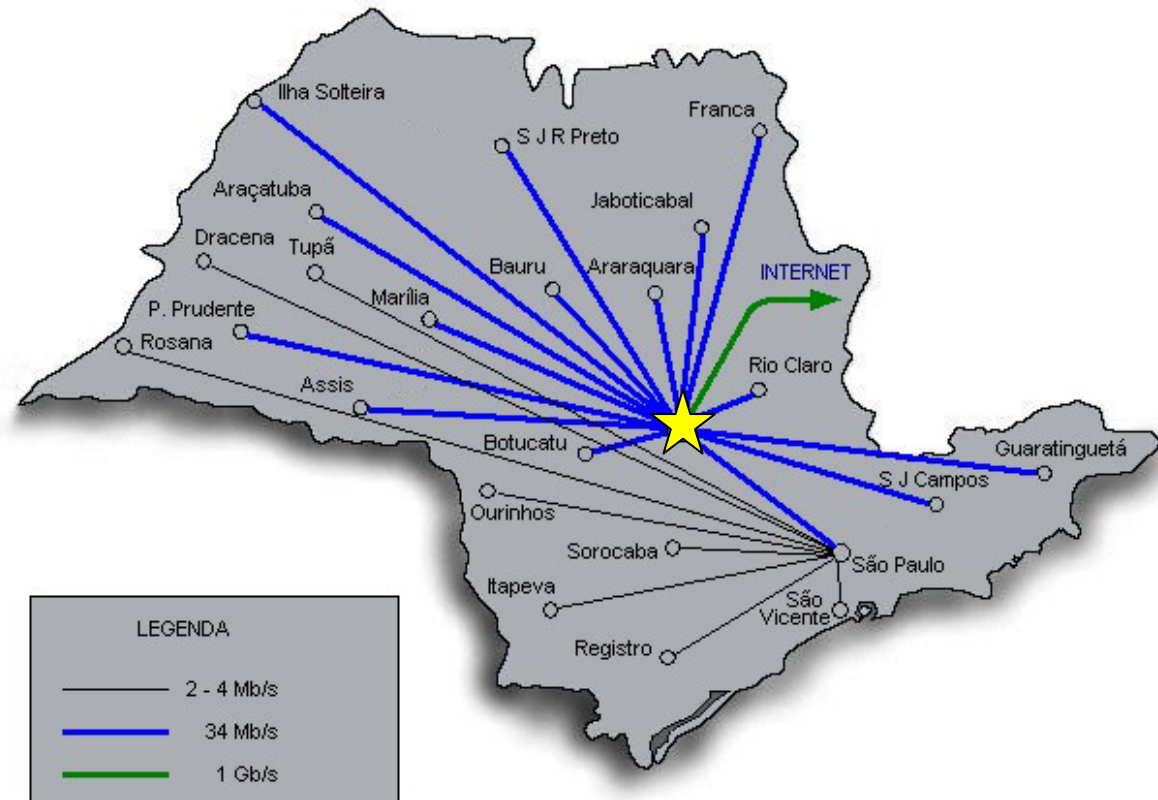 Ilha Solteira
S J R Preto
Franca
Araçatuba
Jaboticabal
Dracena
Tupã
Bauru
Araraquara
INTERNET
Marília
P. Prudente
Rosana
Rio Claro
Assis
Botucatu
Guaratinguetá
S J Campos
Ourinhos
Sorocaba
São Paulo
Itapeva
São
Vicente
Registro
LEGENDA
2 - 4 Mb/s
34 Mb/s
1 Gb/s